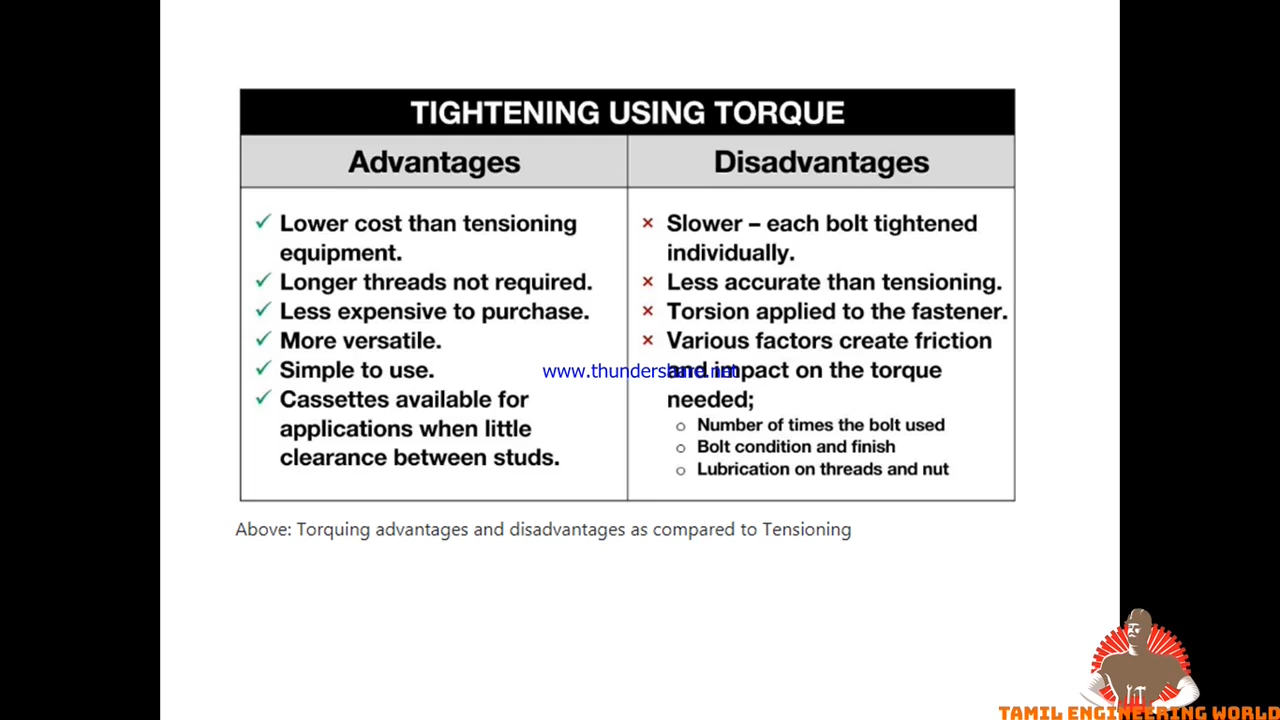 TIGHTENING USING TORQUE
Advantages
Lower cost than tensioning
equipment.
Longer threads not required.
Less expensive to purchase.
More versatile.
Simple to use.
Cassettes available for
applications when little
clearance between studs.
Disadvantages
Slower – each bolt tightened
individually.
Less accurate than tensioning.
Torsion applied to the fastener.
Various factors create friction
and impact on the torque
needed;
Number of times the bolt used
Bolt condition and finish
Lubrication on threads and nut
www.thundershare.net
Above: Torquing advantages and disadvantages as compared to Tensioning
TAMIL ENGINEERING WORLD